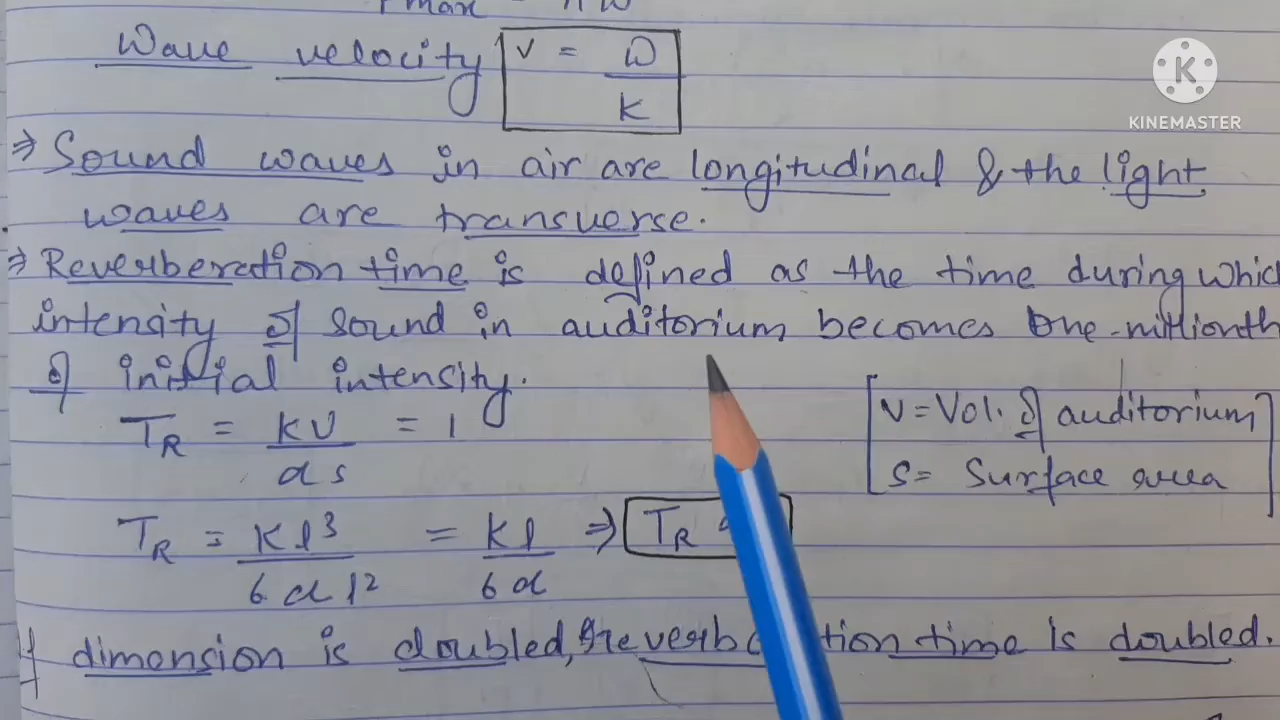 Max = Aω
Wave velocity v = ω/k
K
KINEMASTER
⇒ Sound waves in air are longitudinal & the light
waves are transverse.
⇒ Reverberation time is defined as the time during which
intensity of sound in auditorium becomes one-millionth
of initial intensity.
T_R = KV/αs = 1
V = Vol. of auditorium
S = Surface area
T_R = Kl³/6αl² = Kl/6α ⇒ T_R
If dimension is doubled, reverb tion time is doubled.